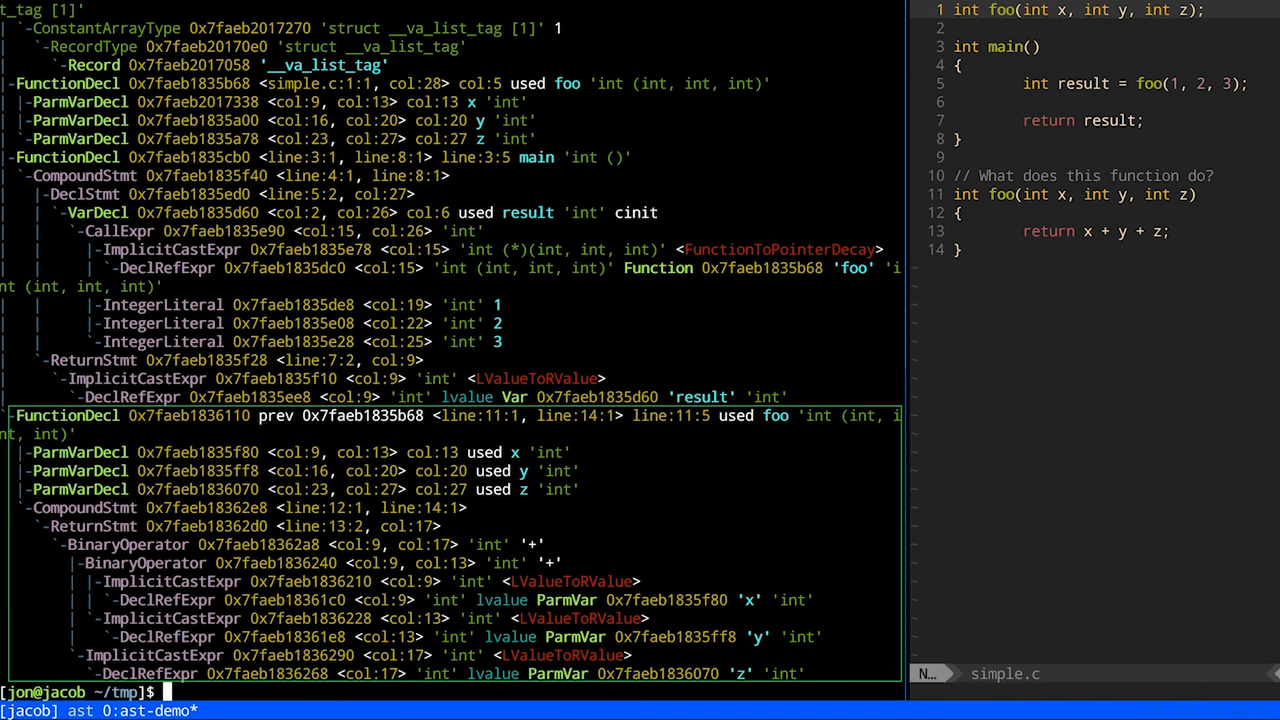 t_tag [1]'
`-ConstantArrayType 0x7faeb2017270 'struct __va_list_tag [1]' 1
`-RecordType 0x7faeb20170e0 'struct __va_list_tag'
`-Record 0x7faeb2017058 '__va_list_tag'
|-FunctionDecl 0x7faeb1835b68 <simple.c:1:1, col:28> col:5 used foo 'int (int, int, int)'
| |-ParmVarDecl 0x7faeb2017338 <col:9, col:13> col:13 x 'int'
| |-ParmVarDecl 0x7faeb1835a00 <col:16, col:20> col:20 y 'int'
| `-ParmVarDecl 0x7faeb1835a78 <col:23, col:27> col:27 z 'int'
|-FunctionDecl 0x7faeb1835cb0 <line:3:1, line:8:1> line:3:5 main 'int ()'
| `-CompoundStmt 0x7faeb1835f40 <line:4:1, line:8:1>
|   |-DeclStmt 0x7faeb1835ed0 <line:5:2, col:27>
|   | `-VarDecl 0x7faeb1835d60 <col:2, col:26> col:6 used result 'int' cinit
|   |   `-CallExpr 0x7faeb1835e90 <col:15, col:26> 'int'
|   |     |-ImplicitCastExpr 0x7faeb1835e78 <col:15> 'int (*)(int, int, int)' <FunctionToPointerDecay>
|   |     | `-DeclRefExpr 0x7faeb1835dc0 <col:15> 'int (int, int, int)' Function 0x7faeb1835b68 'foo' 'i
nt (int, int, int)'
|   |     |-IntegerLiteral 0x7faeb1835de8 <col:19> 'int' 1
|   |     |-IntegerLiteral 0x7faeb1835e08 <col:22> 'int' 2
|   |     `-IntegerLiteral 0x7faeb1835e28 <col:25> 'int' 3
|   `-ReturnStmt 0x7faeb1835f28 <line:7:2, col:9>
|     `-ImplicitCastExpr 0x7faeb1835f10 <col:9> 'int' <LValueToRValue>
|       `-DeclRefExpr 0x7faeb1835ee8 <col:9> 'int' lvalue Var 0x7faeb1835d60 'result' 'int'
`-FunctionDecl 0x7faeb1836110 prev 0x7faeb1835b68 <line:11:1, line:14:1> line:11:5 used foo 'int (int, i
nt, int)'
|-ParmVarDecl 0x7faeb1835f80 <col:9, col:13> col:13 used x 'int'
|-ParmVarDecl 0x7faeb1835ff8 <col:16, col:20> col:20 used y 'int'
|-ParmVarDecl 0x7faeb1836070 <col:23, col:27> col:27 used z 'int'
`-CompoundStmt 0x7faeb18362e8 <line:12:1, line:14:1>
`-ReturnStmt 0x7faeb18362d0 <line:13:2, col:17>
`-BinaryOperator 0x7faeb18362a8 <col:9, col:17> 'int' '+'
|-BinaryOperator 0x7faeb1836240 <col:9, col:13> 'int' '+'
| |-ImplicitCastExpr 0x7faeb1836210 <col:9> 'int' <LValueToRValue>
| | `-DeclRefExpr 0x7faeb18361c0 <col:9> 'int' lvalue ParmVar 0x7faeb1835f80 'x' 'int'
| `-ImplicitCastExpr 0x7faeb1836228 <col:13> 'int' <LValueToRValue>
|   `-DeclRefExpr 0x7faeb18361e8 <col:13> 'int' lvalue ParmVar 0x7faeb1835ff8 'y' 'int'
`-ImplicitCastExpr 0x7faeb1836290 <col:17> 'int' <LValueToRValue>
`-DeclRefExpr 0x7faeb1836268 <col:17> 'int' lvalue ParmVar 0x7faeb1836070 'z' 'int'
[jon@jacob ~/tmp]$
[jacob] ast 0:ast-demo*
1 int foo(int x, int y, int z);
2
3 int main()
4 {
5 int result = foo(1, 2, 3);
6
7 return result;
8 }
9
10 // What does this function do?
11 int foo(int x, int y, int z)
12 {
13 return x + y + z;
14 }
N... simple.c